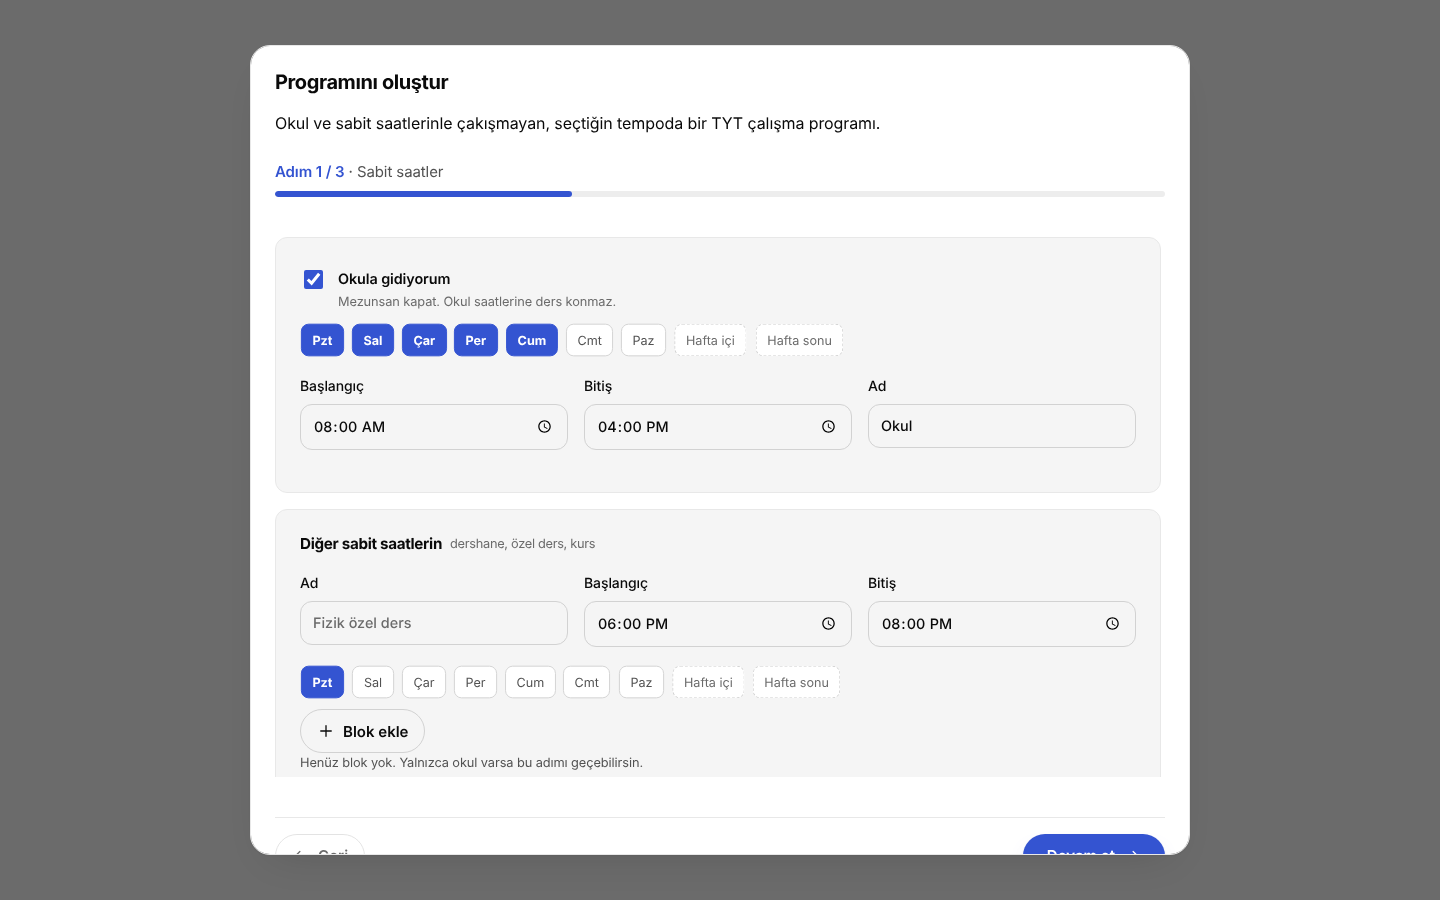 Programını oluştur
Okul ve sabit saatlerinle çakışmayan, seçtiğin tempoda bir TYT çalışma programı.
Adım 1 / 3 · Sabit saatler
Okula gidiyorum
Mezunsan kapat. Okul saatlerine ders konmaz.
Pzt Sal Çar Per Cum Cmt Paz Hafta içi Hafta sonu
Başlangıç Bitiş Ad
08:00 AM 04:00 PM Okul
Diğer sabit saatlerin dershane, özel ders, kurs
Ad Başlangıç Bitiş
Fizik özel ders 06:00 PM 08:00 PM
Pzt Sal Çar Per Cum Cmt Paz Hafta içi Hafta sonu
+ Blok ekle
Henüz blok yok. Yalnızca okul varsa bu adımı geçebilirsin.
Geri Devam et